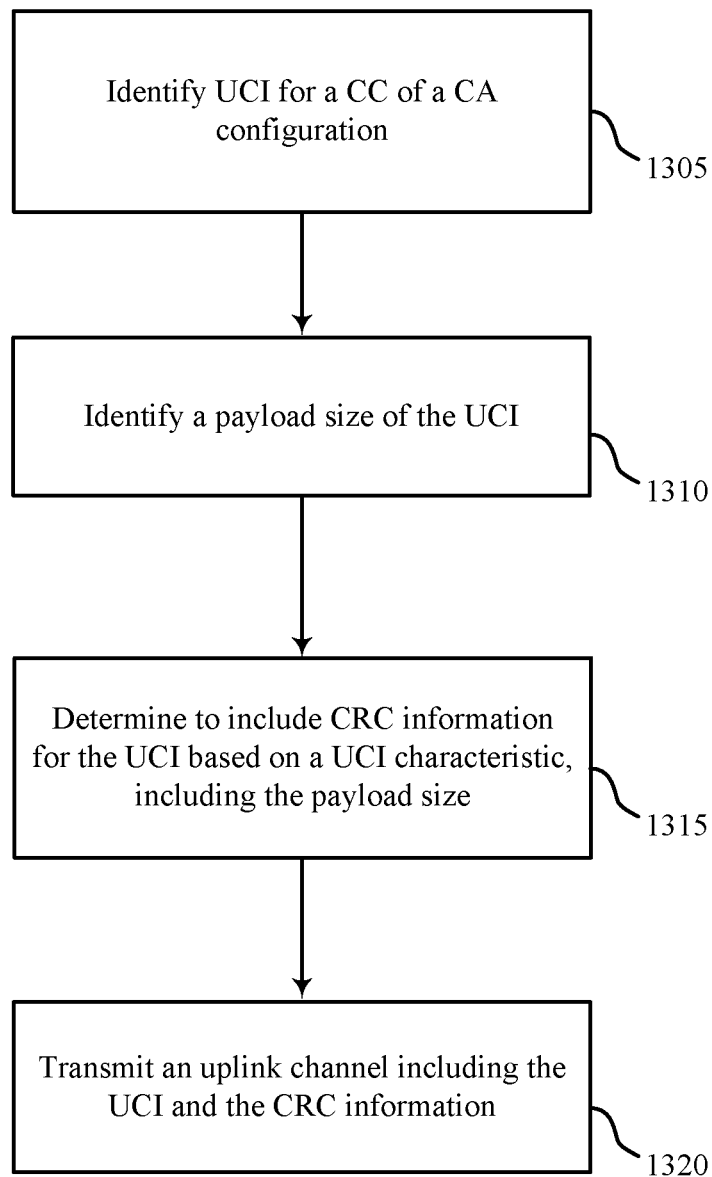 Identify UCI for a CC of a CA
configuration
1305
Identify a payload size of the UCI
1310
Determine to include CRC information
for the UCI based on a UCI characteristic,
including the payload size
1315
Transmit an uplink channel including the
UCI and the CRC information
1320